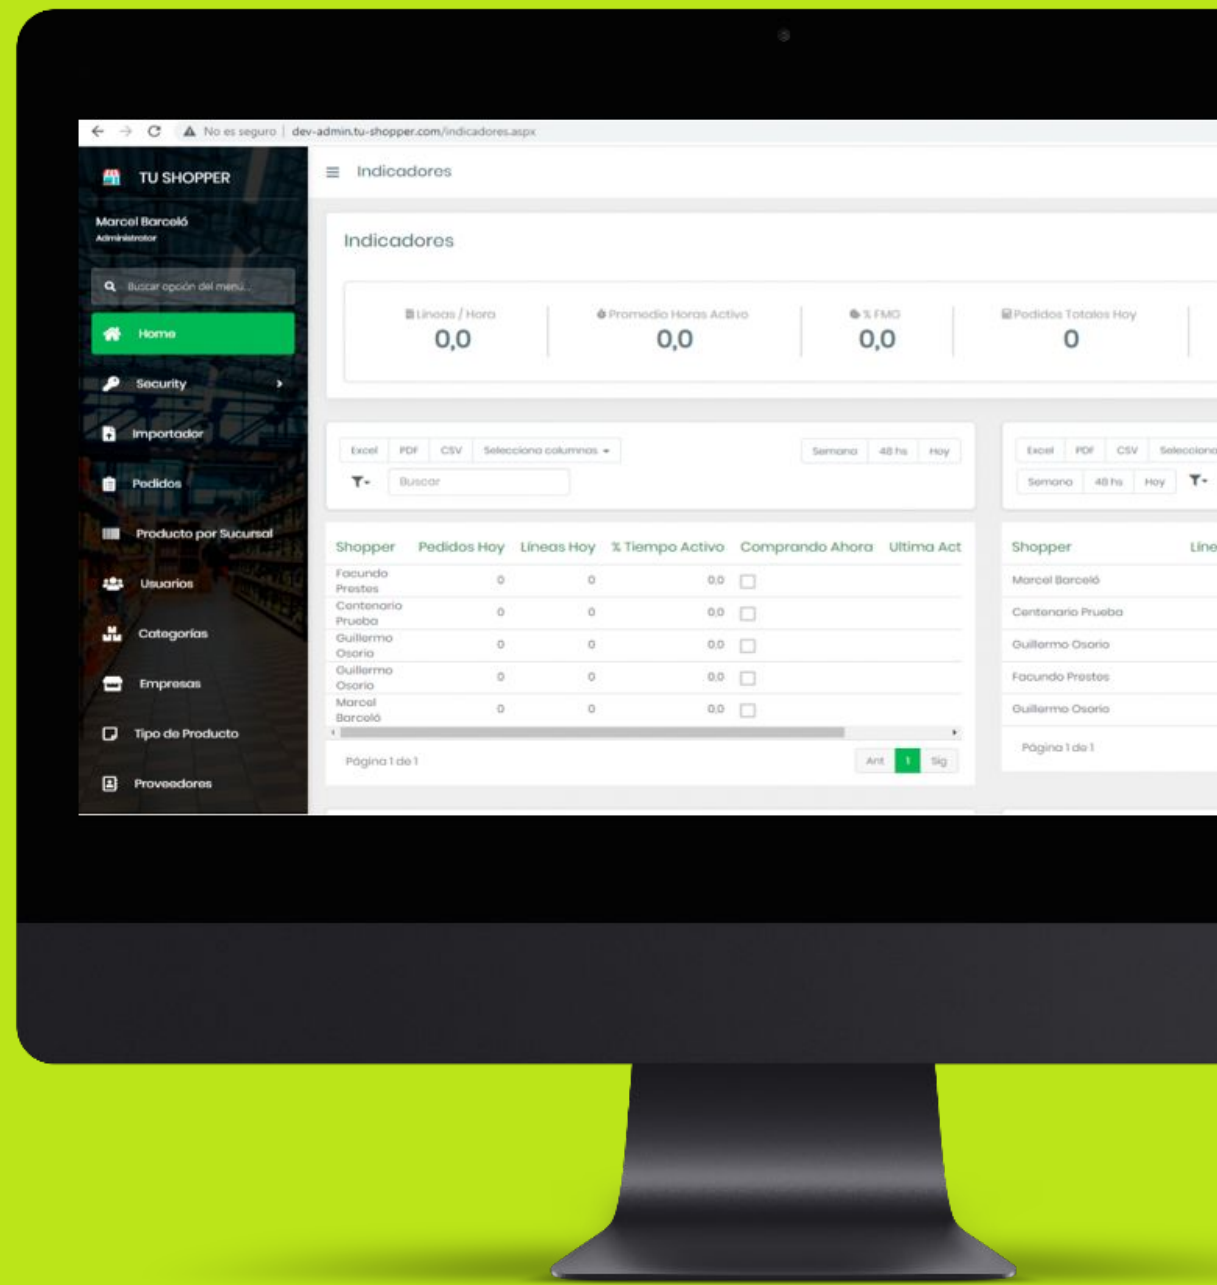 No es seguro | dev-admin.tu-shopper.com/indicadores.aspx
TU SHOPPER
Marcel Barceló
Administrator
Buscar opción del menú...
Home
Security
Importador
Pedidos
Producto por Sucursal
Usuarios
Categorías
Empresas
Tipo de Producto
Proveedores
Indicadores
Indicadores
Líneas / Hora
0,0
Promedio Horas Activo
0,0
% FMG
0,0
Pedidos Totales Hoy
0
Excel PDF CSV Selecciona columnas
Semana 48 hs Hoy
Buscar
Shopper Pedidos Hoy Líneas Hoy % Tiempo Activo Comprando Ahora Ultima Act
Facundo Prestes 0 0 0,0
Centenario Prueba 0 0 0,0
Guillermo Osorio 0 0 0,0
Guillermo Osorio 0 0 0,0
Marcel Barceló 0 0 0,0
Página 1 de 1
Ant 1 Sig
Excel PDF CSV Selecciona
Semana 48 hs Hoy
Shopper Líne
Marcel Barceló
Centenario Prueba
Guillermo Osorio
Facundo Prestes
Guillermo Osorio
Página 1 de 1